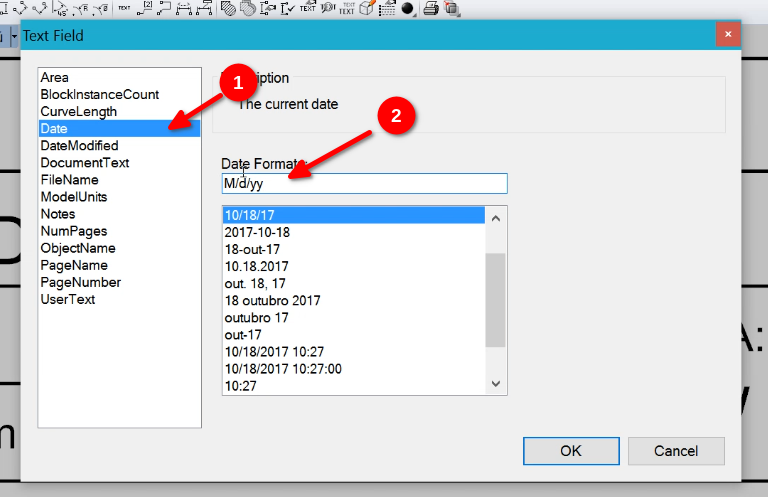 TEXT
TEXT
TEXT
TEXT
Text Field
Area
BlockInstanceCount
CurveLength
Date
DateModified
DocumentText
FileName
ModelUnits
Notes
NumPages
ObjectName
PageName
PageNumber
UserText
1
The current date
2
Date Formats:
M/d/yy
10/18/17
2017-10-18
18-out-17
10.18.2017
out. 18, 17
18 outubro 2017
outubro 17
out-17
10/18/2017 10:27
10/18/2017 10:27:00
10:27
OK
Cancel
A:
m